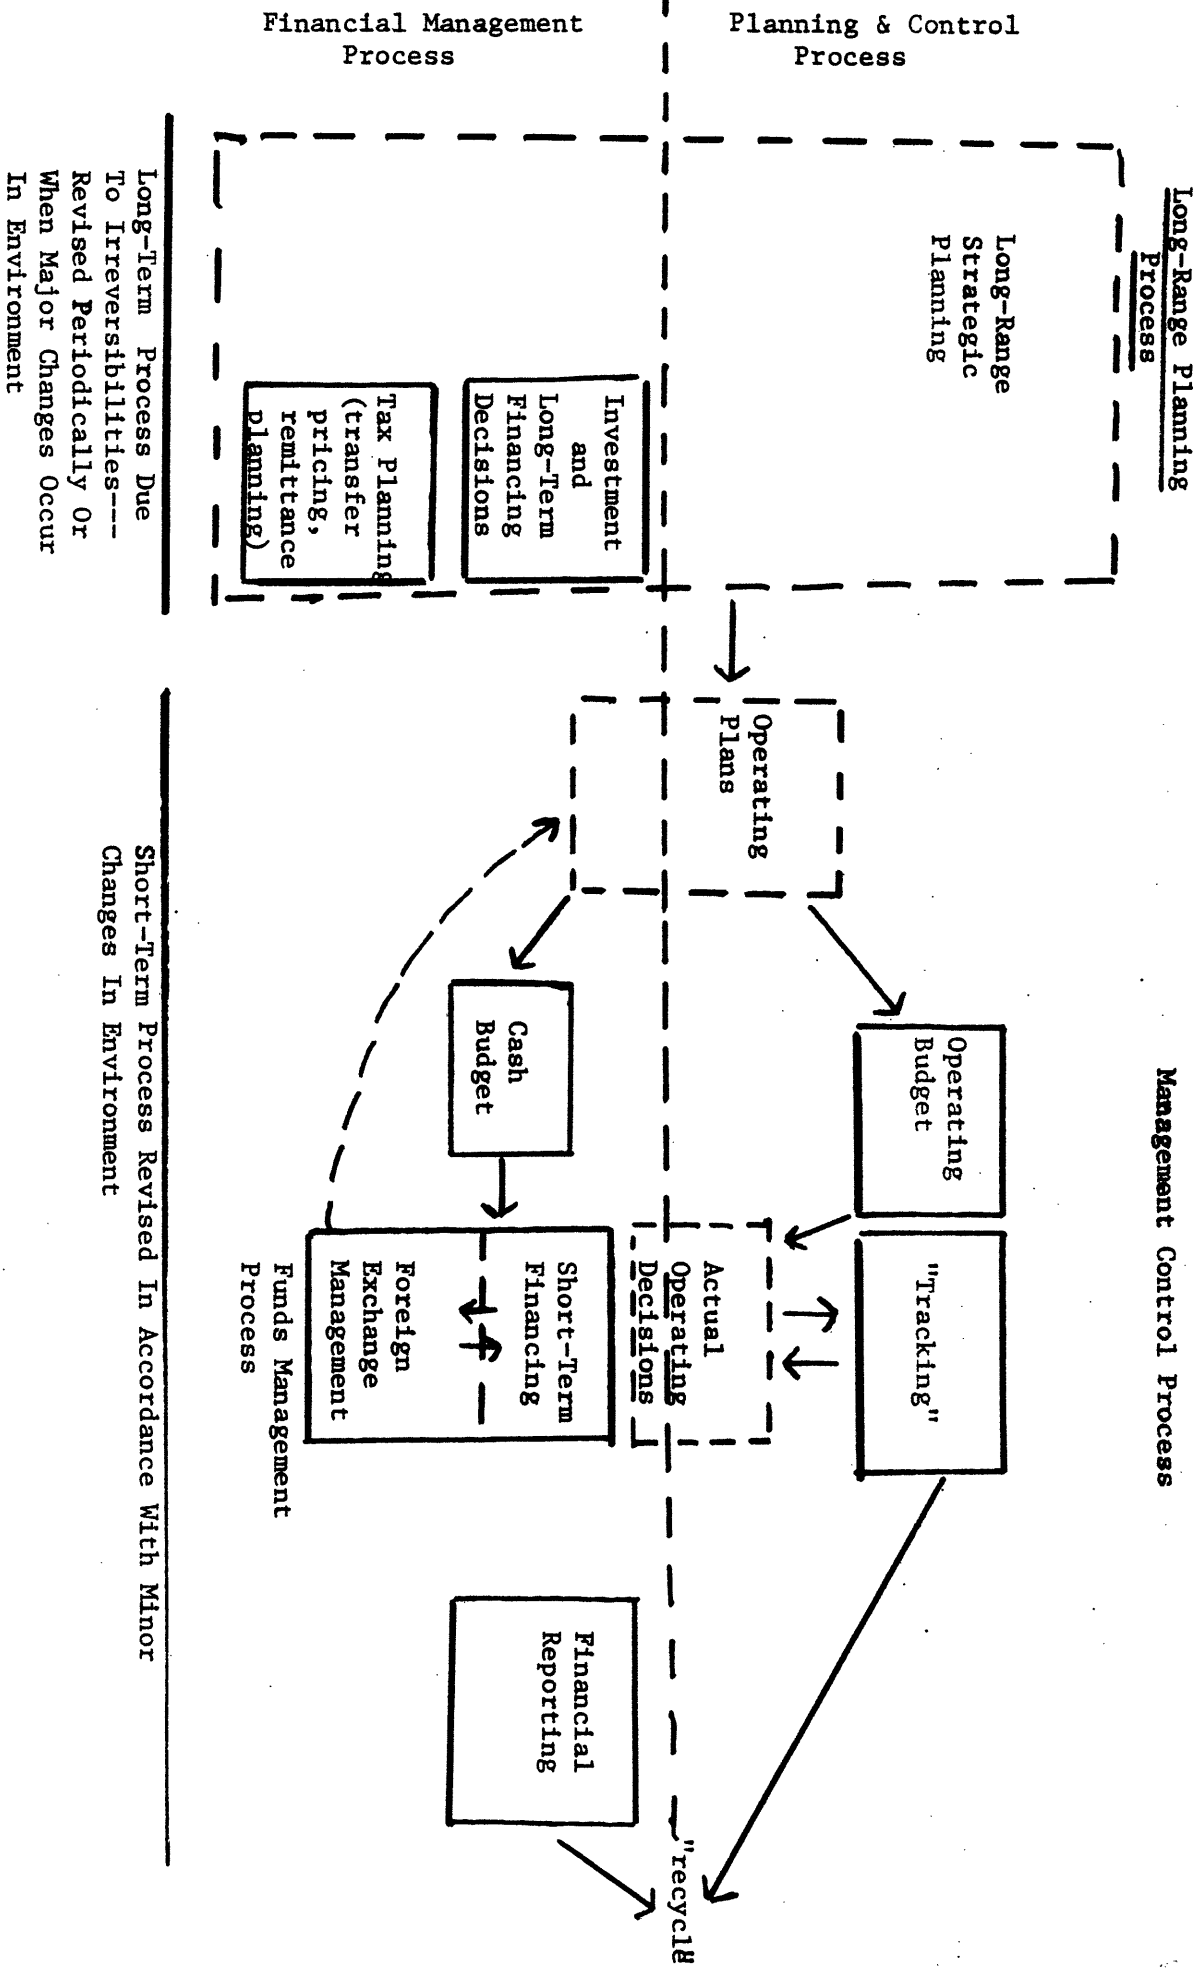 Long-Range Planning
Process
Management Control Process
Planning & Control
Process
Long-Range
Strategic
Planning
Operating
Plans
Operating
Budget
"Tracking"
Actual
Operating
Decisions
"recycle"
Financial Management
Process
Investment
and
Long-Term
Financing
Decisions
Tax Planning
(transfer
pricing,
remittance
planning)
Cash
Budget
Short-Term
Financing
Foreign
Exchange
Management
Funds Management
Process
Financial
Reporting
Long-Term Process Due
To Irreversibilities---
Revised Periodically Or
When Major Changes Occur
In Environment
Short-Term Process Revised In Accordance With Minor
Changes In Environment